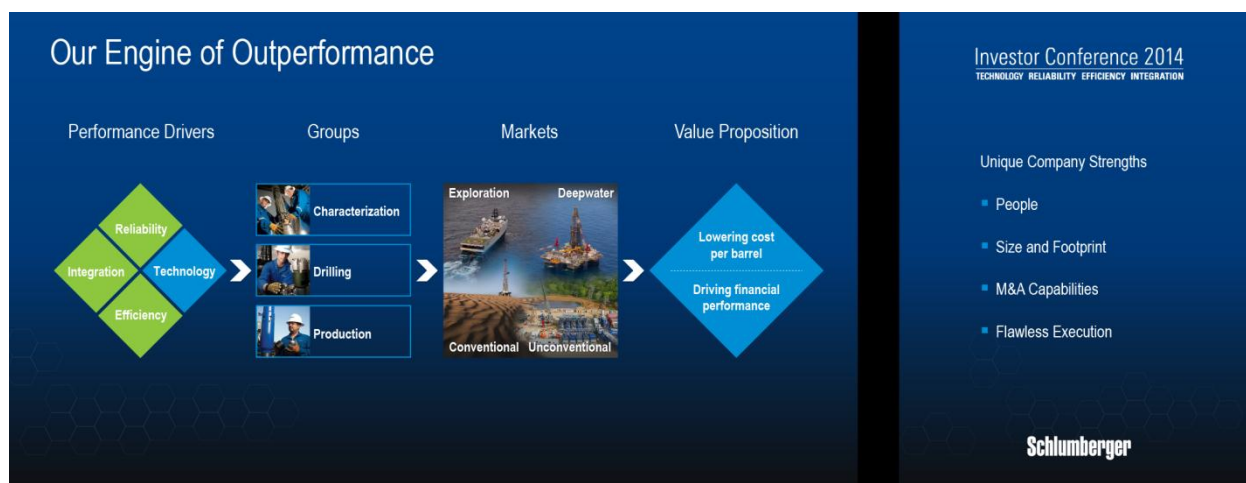 Our Engine of Outperformance
Performance Drivers
Groups
Markets
Value Proposition
Reliability
Integration
Technology
Efficiency
Characterization
Drilling
Production
Exploration
Deepwater
Conventional
Unconventional
Lowering cost
per barrel
Driving financial
performance
Investor Conference 2014
TECHNOLOGY RELIABILITY EFFICIENCY INTEGRATION
Unique Company Strengths
People
Size and Footprint
M&A Capabilities
Flawless Execution
Schlumberger